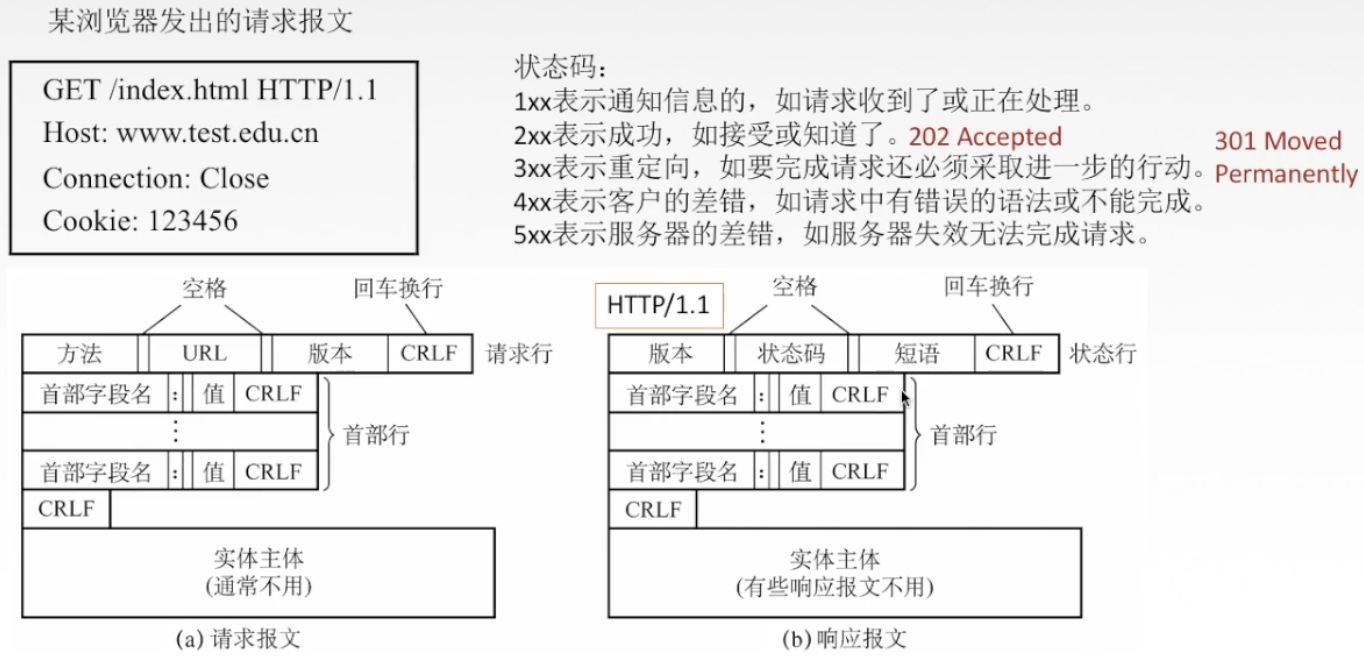 某浏览器发出的请求报文
GET /index.html HTTP/1.1
Host: www.test.edu.cn
Connection: Close
Cookie: 123456
状态码：
1xx表示通知信息的，如请求收到了或正在处理。
2xx表示成功，如接受或知道了。202 Accepted
3xx表示重定向，如要完成请求还必须采取进一步的行动。
301 Moved
Permanently
4xx表示客户的差错，如请求中有错误的语法或不能完成。
5xx表示服务器的差错，如服务器失效无法完成请求。
空格 回车换行
方法 URL 版本 CRLF 请求行
首部字段名 : 值 CRLF
⋮ 首部行
首部字段名 : 值 CRLF
CRLF
实体主体
(通常不用)
(a) 请求报文
HTTP/1.1
空格 回车换行
版本 状态码 短语 CRLF 状态行
首部字段名 : 值 CRLF
⋮ 首部行
首部字段名 : 值 CRLF
CRLF
实体主体
(有些响应报文不用)
(b) 响应报文